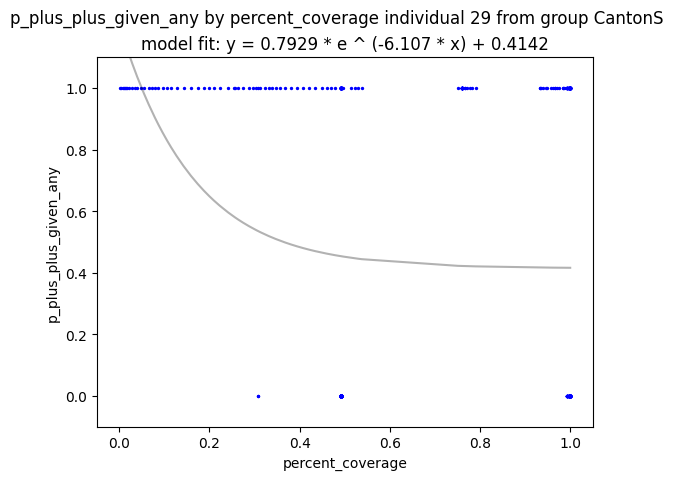 p_plus_plus_given_any by percent_coverage individual 29 from group CantonS
model fit: y = 0.7929 * e ^ (-6.107 * x) + 0.4142
1.0
0.8
0.6
0.4
0.2
0.0
p_plus_plus_given_any
0.0 0.2 0.4 0.6 0.8 1.0
percent_coverage